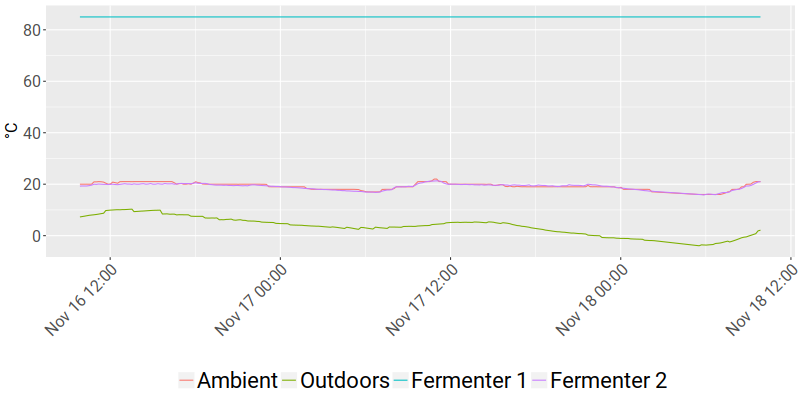 80
60
40
20
0
°C
Nov 16 12:00
Nov 17 00:00
Nov 17 12:00
Nov 18 00:00
Nov 18 12:00
Ambient Outdoors Fermenter 1 Fermenter 2